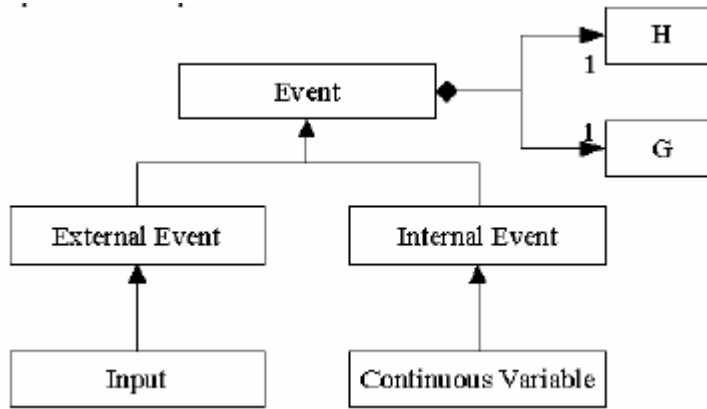 H
1
Event
1
G
External Event
Internal Event
Input
Continuous Variable